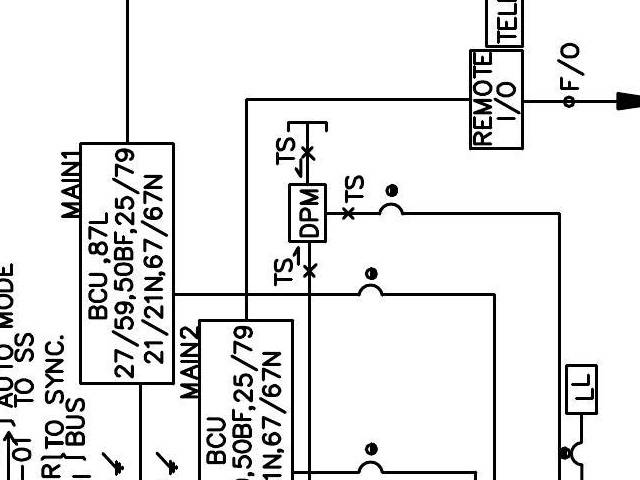 TELE
REMOTE
I/O
F/O
MAIN1
BCU ,87L
27/59,50BF,25/79
21/21N,67/67N
TS
DPM
TS
TS
MAIN2
BCU
,50BF,25/79
1N,67/67N
LL
AUTO MODE
TO SS
-01
R}TO SYNC.
}BUS